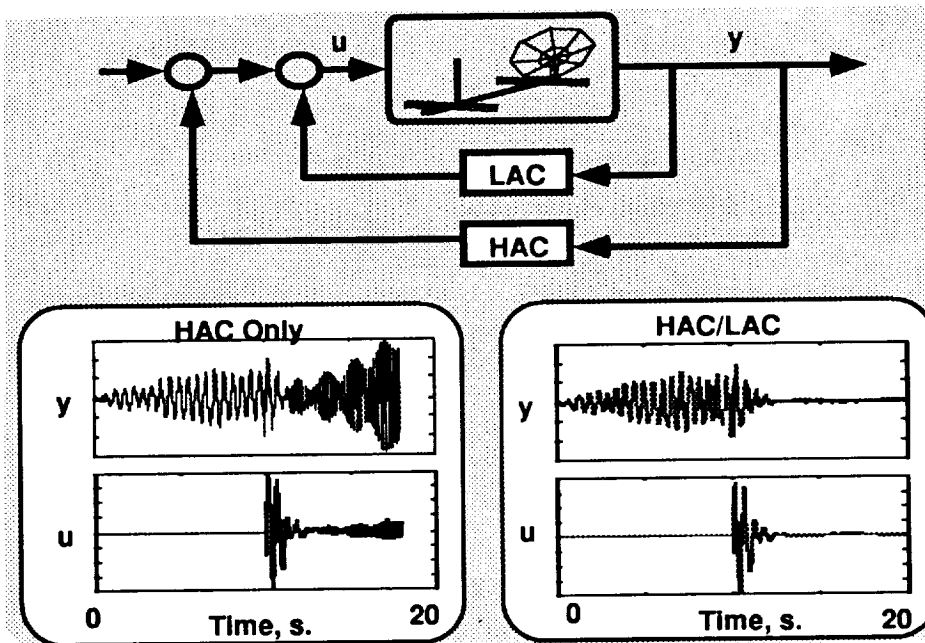 u
y
LAC
HAC
HAC Only
y
u
0
20
Time, s.
HAC/LAC
y
u
0
20
Time, s.